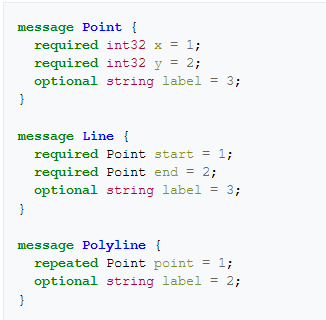 message Point {
  required int32 x = 1;
  required int32 y = 2;
  optional string label = 3;
}

message Line {
  required Point start = 1;
  required Point end = 2;
  optional string label = 3;
}

message Polyline {
  repeated Point point = 1;
  optional string label = 2;
}